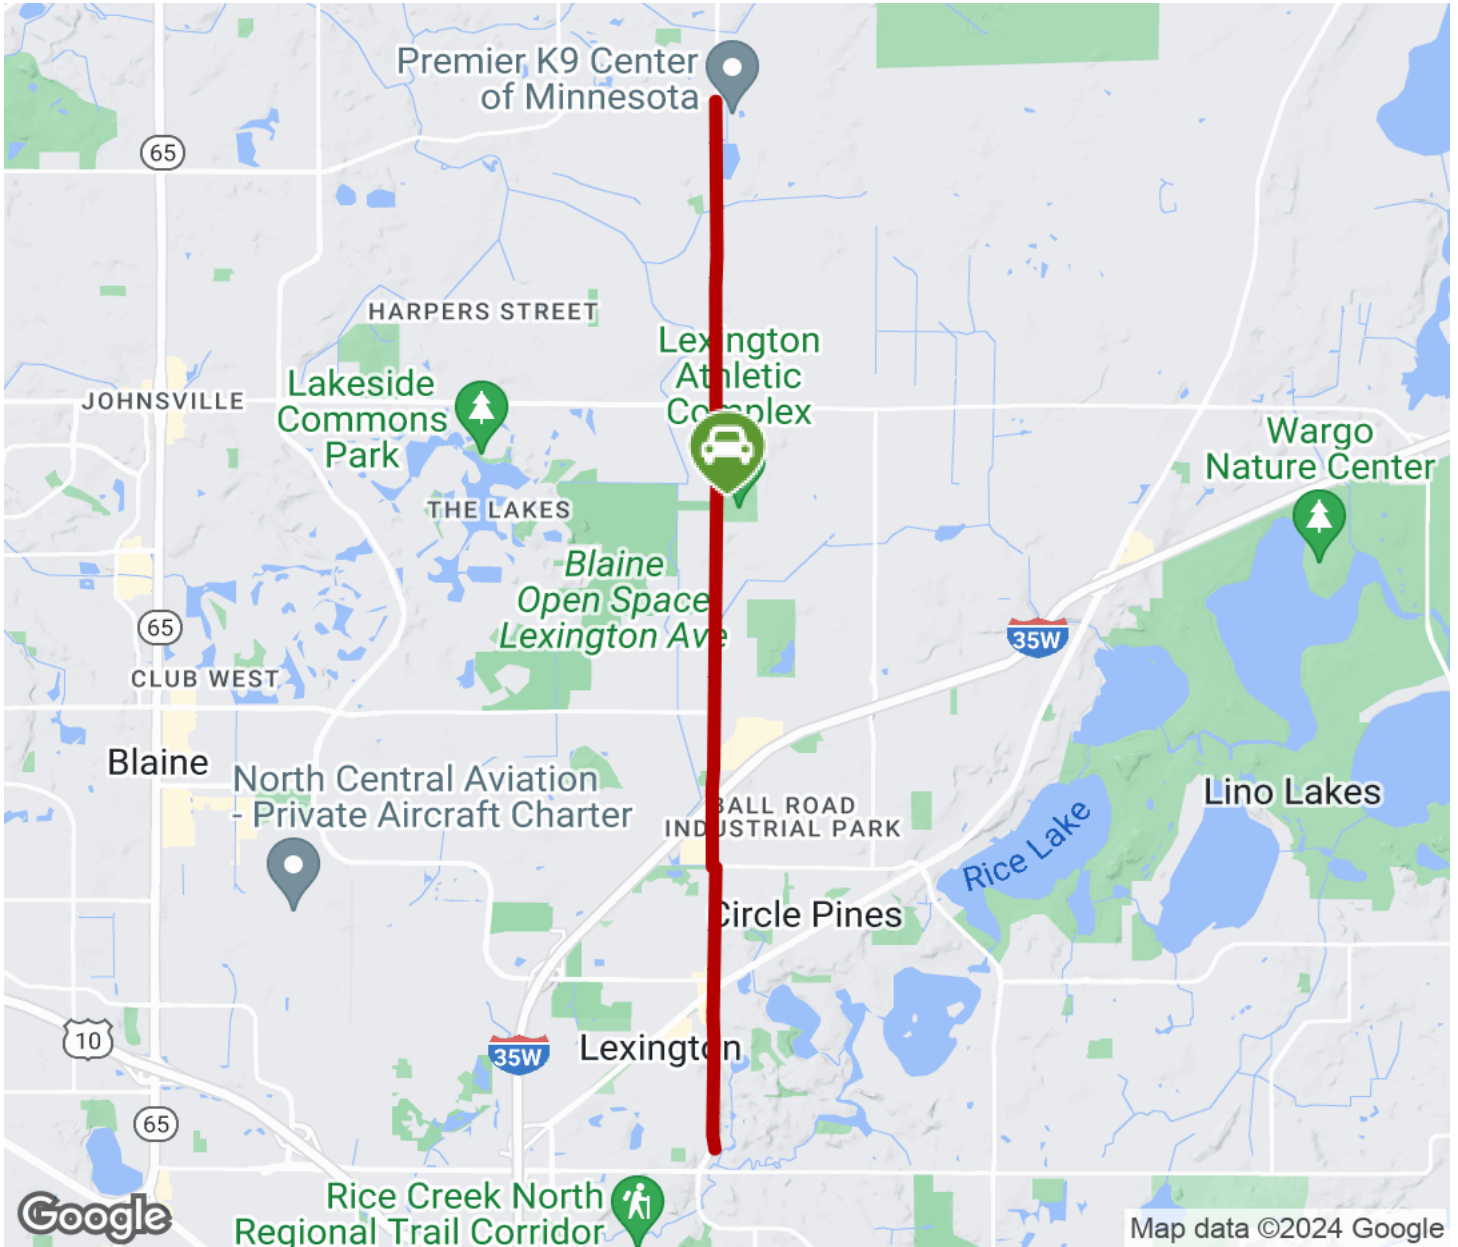 Premier K9 Center
of Minnesota
65
HARPERS STREET
Lexington
Athletic
Complex
Lakeside
Commons
Park
JOHNSVILLE
Wargo
Nature Center
THE LAKES
Blaine
Open Space
Lexington Ave
65
35W
CLUB WEST
Blaine
North Central Aviation
- Private Aircraft Charter
BALL ROAD
INDUSTRIAL PARK
Lino Lakes
Rice Lake
Circle Pines
10
35W
Lexington
65
Rice Creek North
Regional Trail Corridor
Google
Map data ©2024 Google